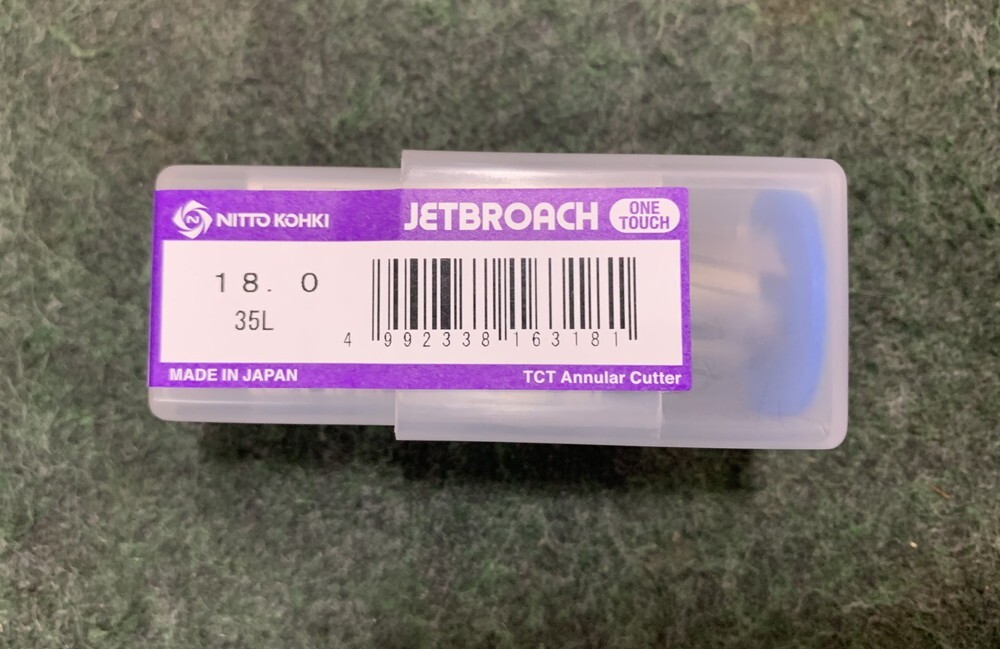 NITTO KOHKI
JETBROACH
ONE
TOUCH
18.0
35L
4 992338 163181
MADE IN JAPAN
TCT Annular Cutter